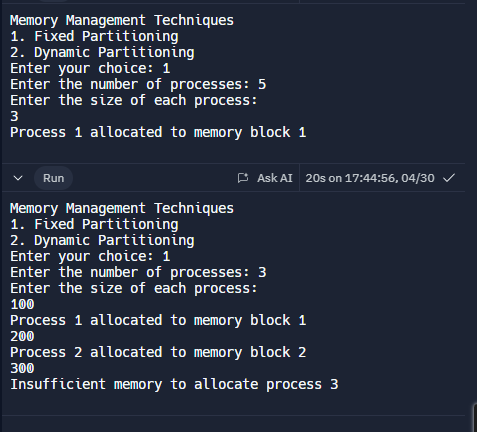 Memory Management Techniques
1. Fixed Partitioning
2. Dynamic Partitioning
Enter your choice: 1
Enter the number of processes: 5
Enter the size of each process:
3
Process 1 allocated to memory block 1
Run Ask AI 20s on 17:44:56, 04/30
Memory Management Techniques
1. Fixed Partitioning
2. Dynamic Partitioning
Enter your choice: 1
Enter the number of processes: 3
Enter the size of each process:
100
Process 1 allocated to memory block 1
200
Process 2 allocated to memory block 2
300
Insufficient memory to allocate process 3